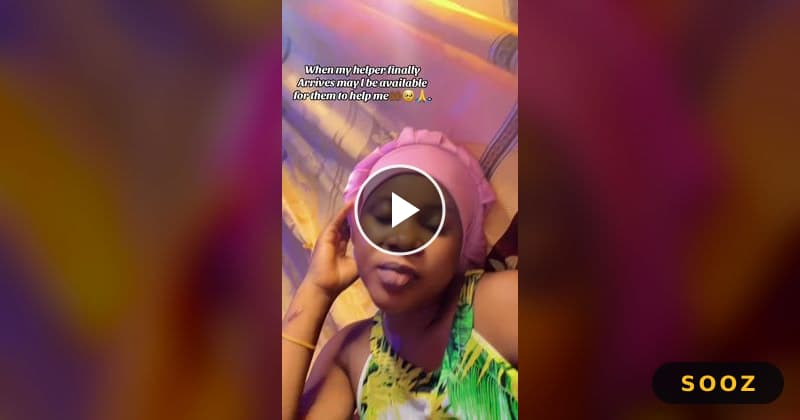 When my helper finally
Arrives may I be available
for them to help me🤎🥺🙏.
SOOZ